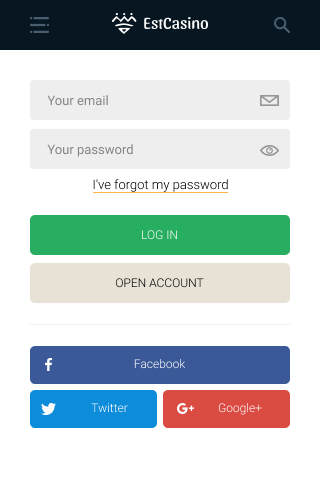 EstCasino
Your email
Your password
I've forgot my password
LOG IN
OPEN ACCOUNT
Facebook
Twitter
Google+